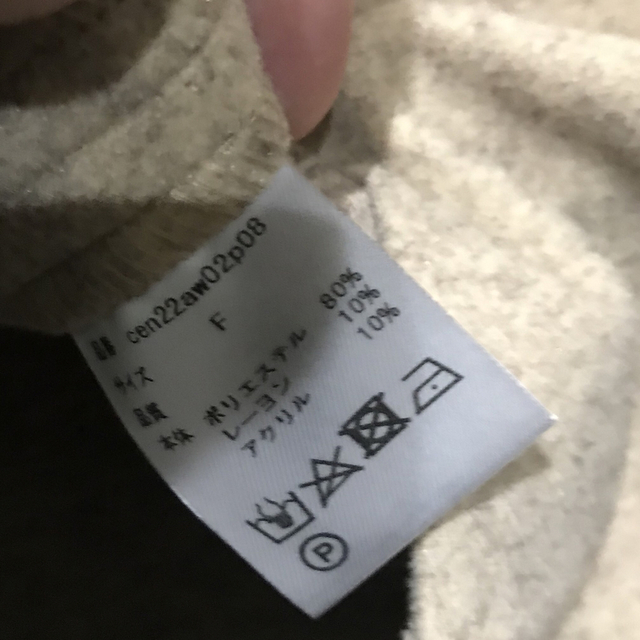 品番 cen22aw02p08
サイズ F
品質
本体 ポリエステル 80%
レーヨン 10%
アクリル 10%
P